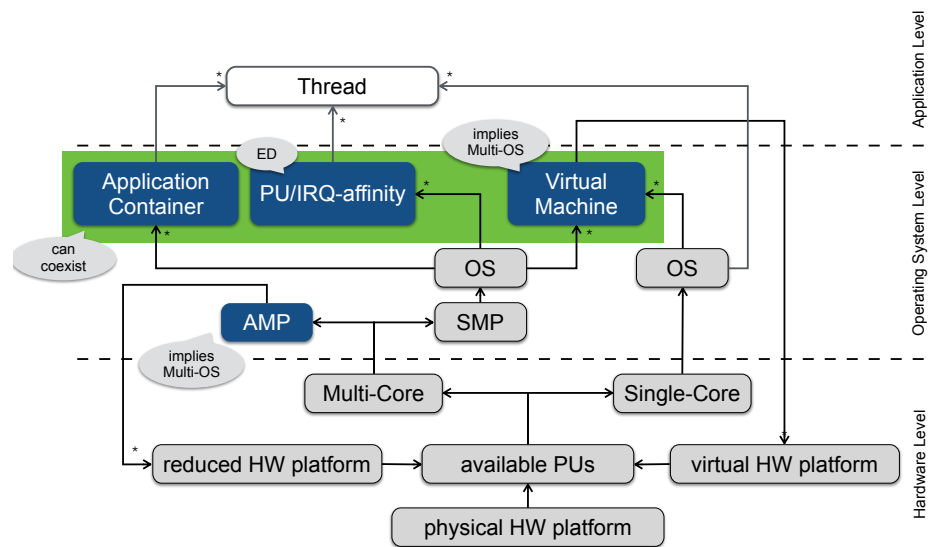 Application Level
*
Thread
*
*
implies
Multi-OS
ED
Application
Container
PU/IRQ-affinity
*
Virtual
Machine
*
Operating System Level
*
*
can
coexist
OS
OS
AMP
SMP
implies
Multi-OS
Multi-Core
Single-Core
Hardware Level
*
*
reduced HW platform
available PUs
virtual HW platform
physical HW platform